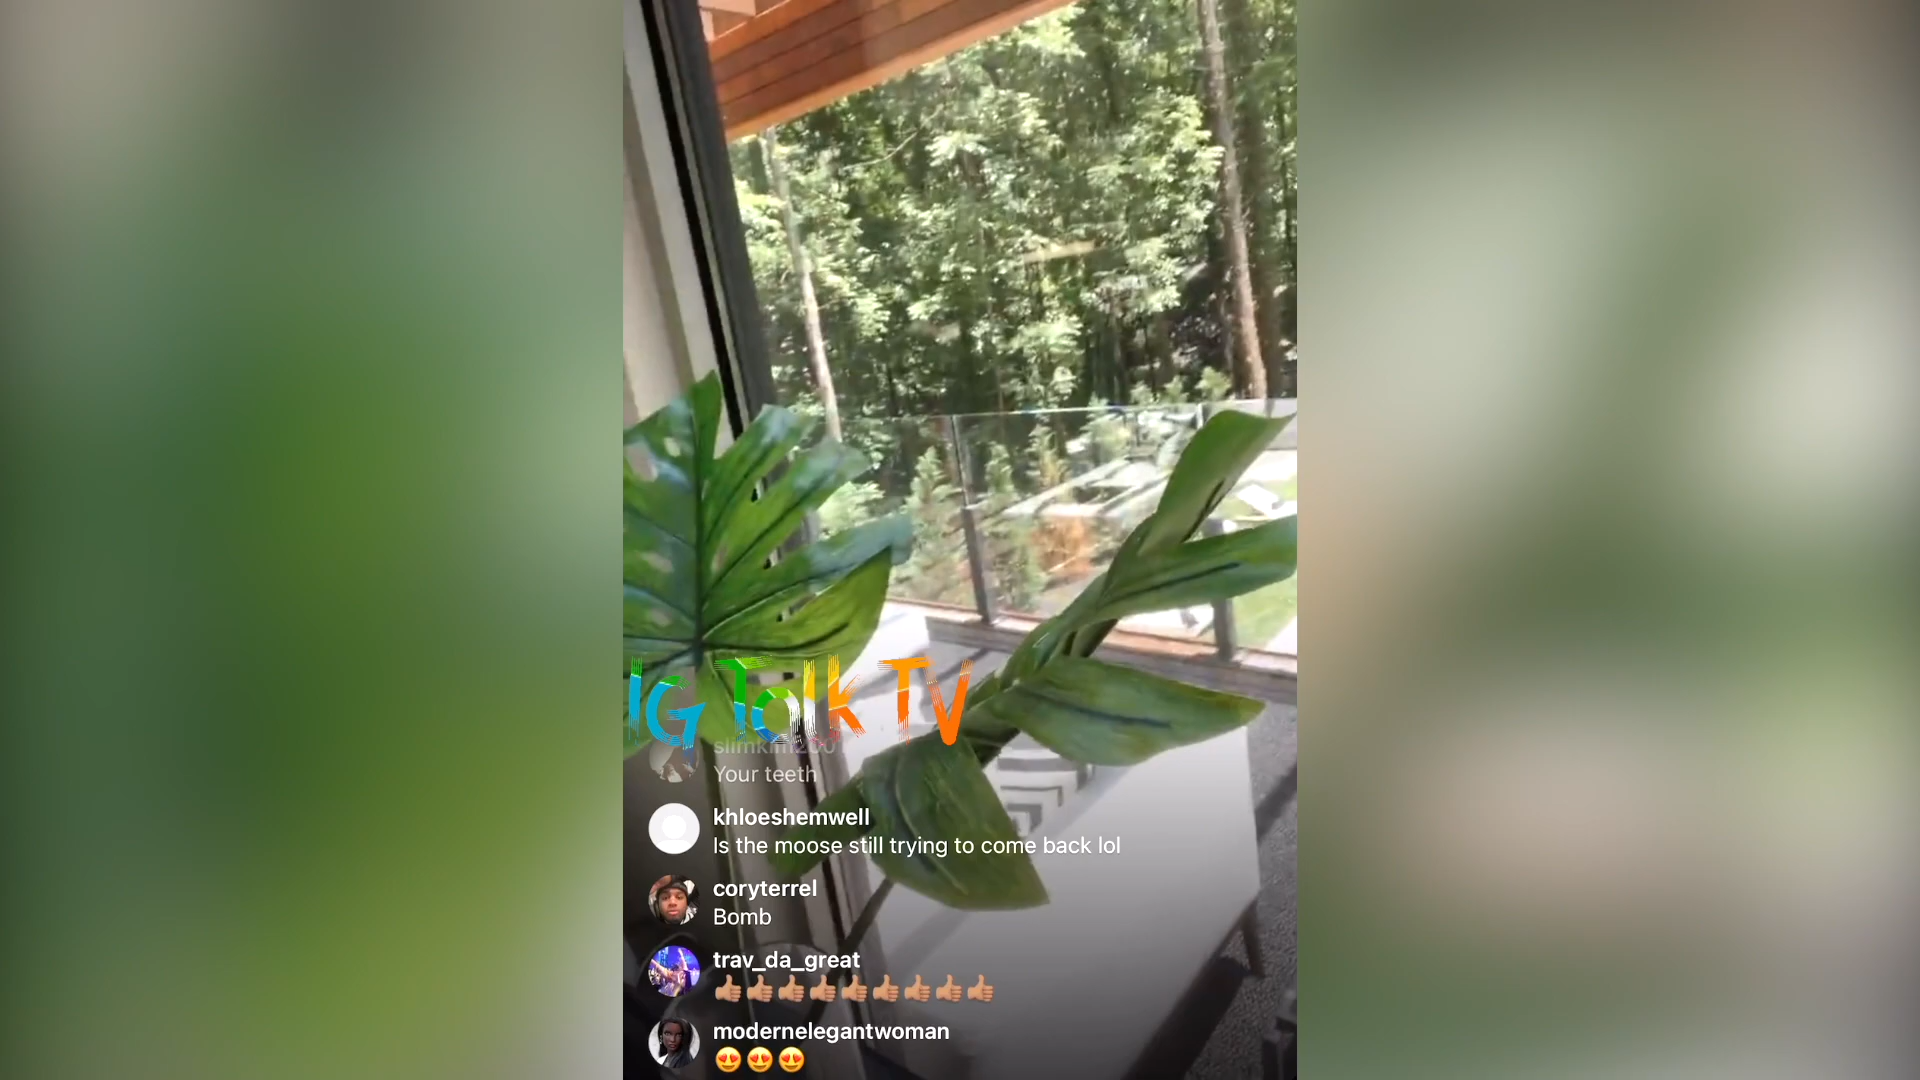 IG Talk TV
slimkim200
Your teeth
khloeshemwell
Is the moose still trying to come back lol
coryterrel
Bomb
trav_da_great
👍🏼👍🏼👍🏼👍🏼👍🏼👍🏼👍🏼👍🏼👍🏼
modernelegantwoman
😍😍😍